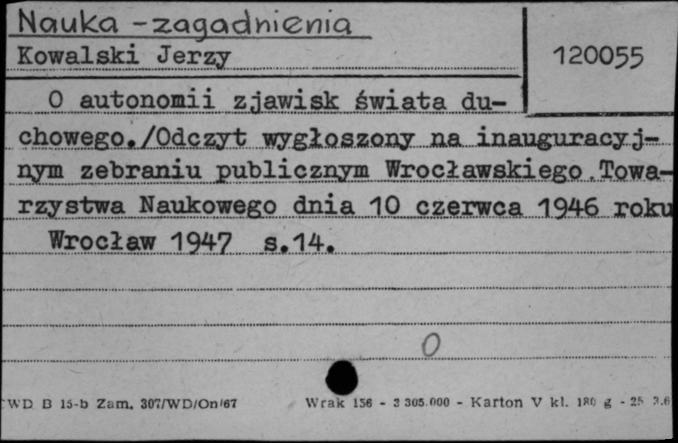 Nauka - zagadnienia
Kowalski Jerzy
120055
O autonomii zjawisk świata du-
chowego./Odczyt wygłoszony na inauguracyj-
nym zebraniu publicznym Wrocławskiego Towa-
rzystwa Naukowego dnia 10 czerwca 1946 roku
Wrocław 1947 s.14.
O
WD B 15-b Zam. 307/WD/On/67
Wrak 156 - 3 305.000 - Karton V kl. 180 g - 25